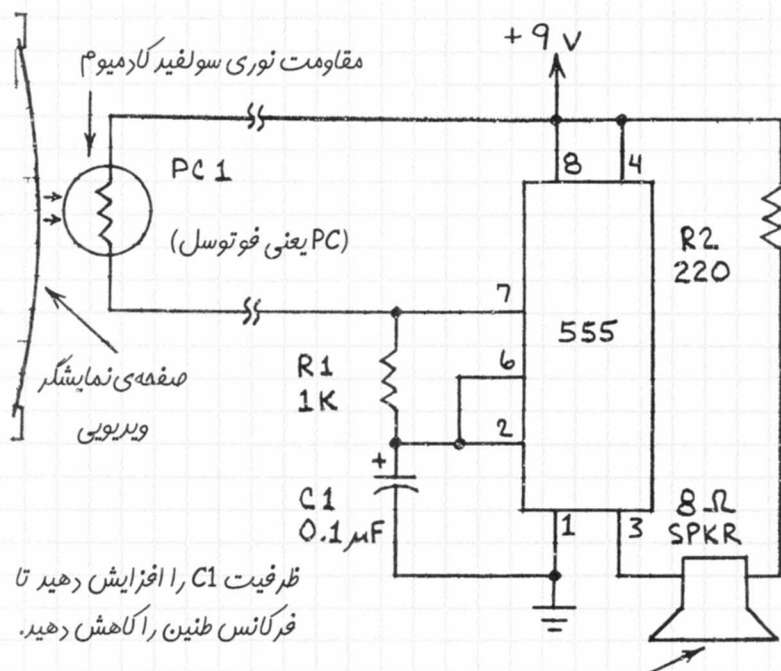 +9 V
مقاومت نوری سولفید کادمیوم
PC 1
(PC یعنی فوتوسل)
8
4
R2
220
7
555
R1
1K
6
صفحه‌ی نمایشگر
ویدیویی
2
+
C1
0.1 µF
1
3
8 Ω
SPKR
ظرفیت C1 را افزایش دهید تا
فرکانس طنین را کاهش دهید.